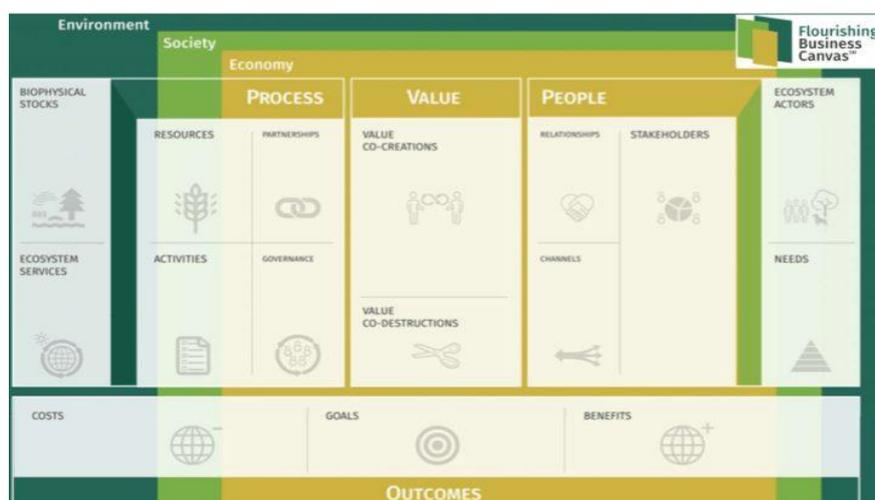 Environment
Society
Economy
Flourishing
Business
Canvas™
BIOPHYSICAL
STOCKS
PROCESS
VALUE
PEOPLE
ECOSYSTEM
ACTORS
RESOURCES
PARTNERSHIPS
VALUE
CO-CREATIONS
RELATIONSHIPS
STAKEHOLDERS
ECOSYSTEM
SERVICES
ACTIVITIES
GOVERNANCE
CHANNELS
NEEDS
VALUE
CO-DESTRUCTIONS
COSTS
GOALS
BENEFITS
OUTCOMES